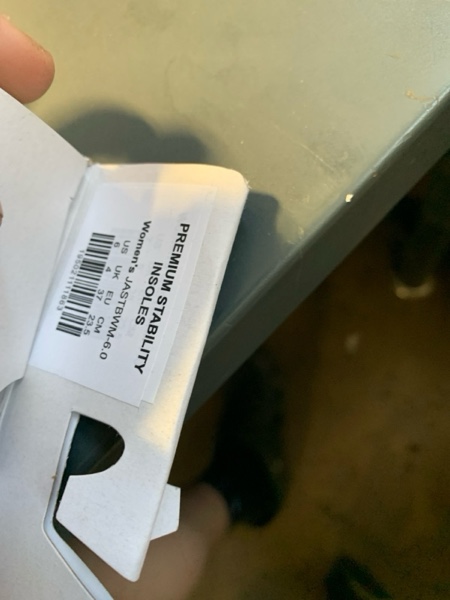 PREMIUM STABILITY
INSOLES
Women's JASTBWM-6.0
US UK EU CM
6 4 37 23.5